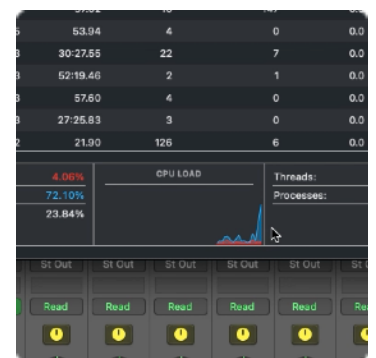 53.94 4 0 0.0
30:27.55 22 7 0.0
52:19.46 2 1 0.0
57.60 4 0 0.0
27:25.83 3 0 0.0
21.90 126 6 0.0
4.06% CPU LOAD Threads:
72.10% Processes:
23.84%
St Out St Out St Out St Out St Out
Read Read Read Read Read